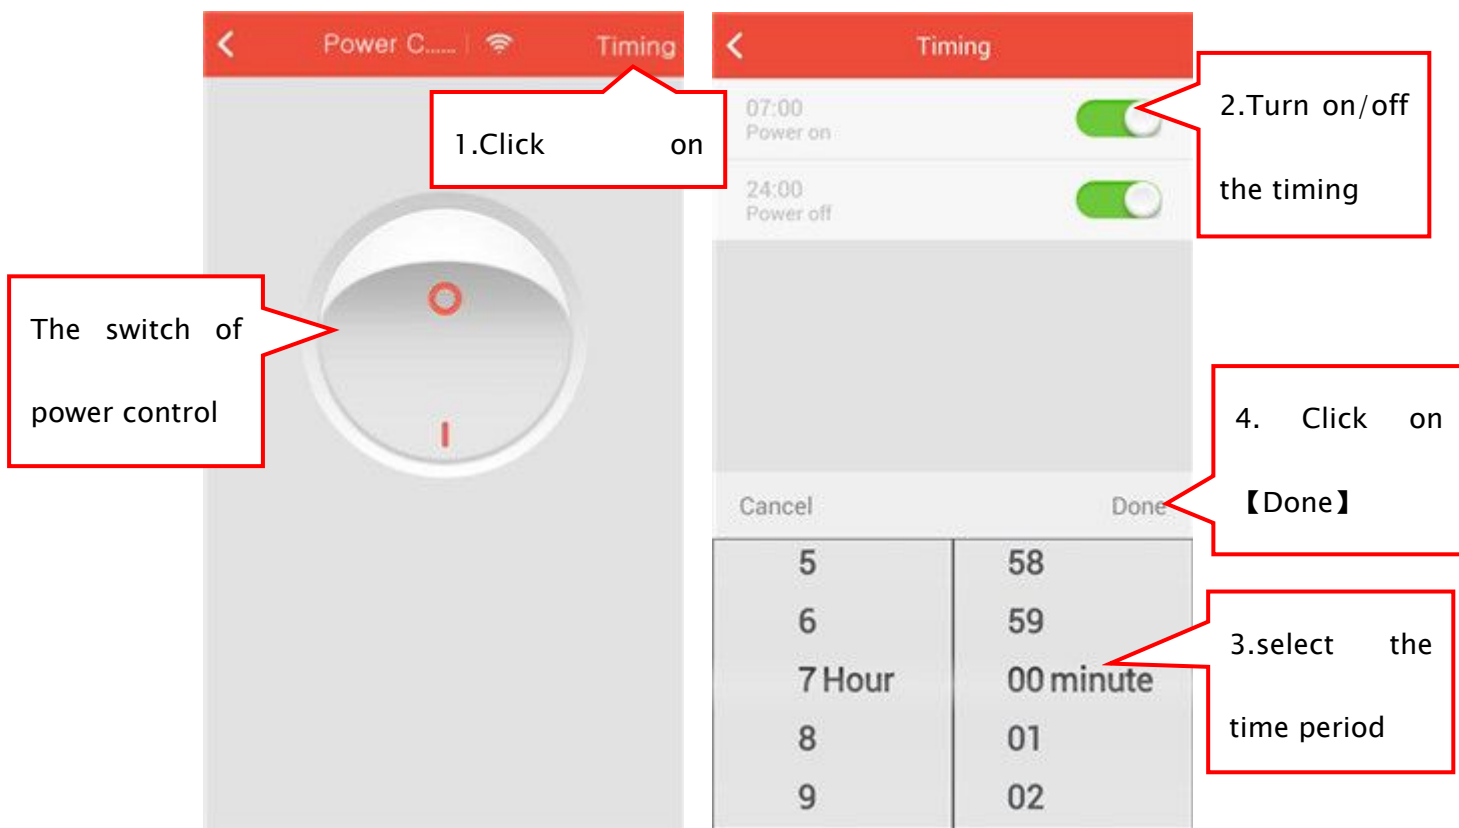 Power C...... | Timing
1.Click on
The switch of
power control
Timing
07:00
Power on
24:00
Power off
2.Turn on/off
the timing
4. Click on
【Done】
Cancel Done
5 58
6 59
7 Hour 00 minute
8 01
9 02
3.select the
time period